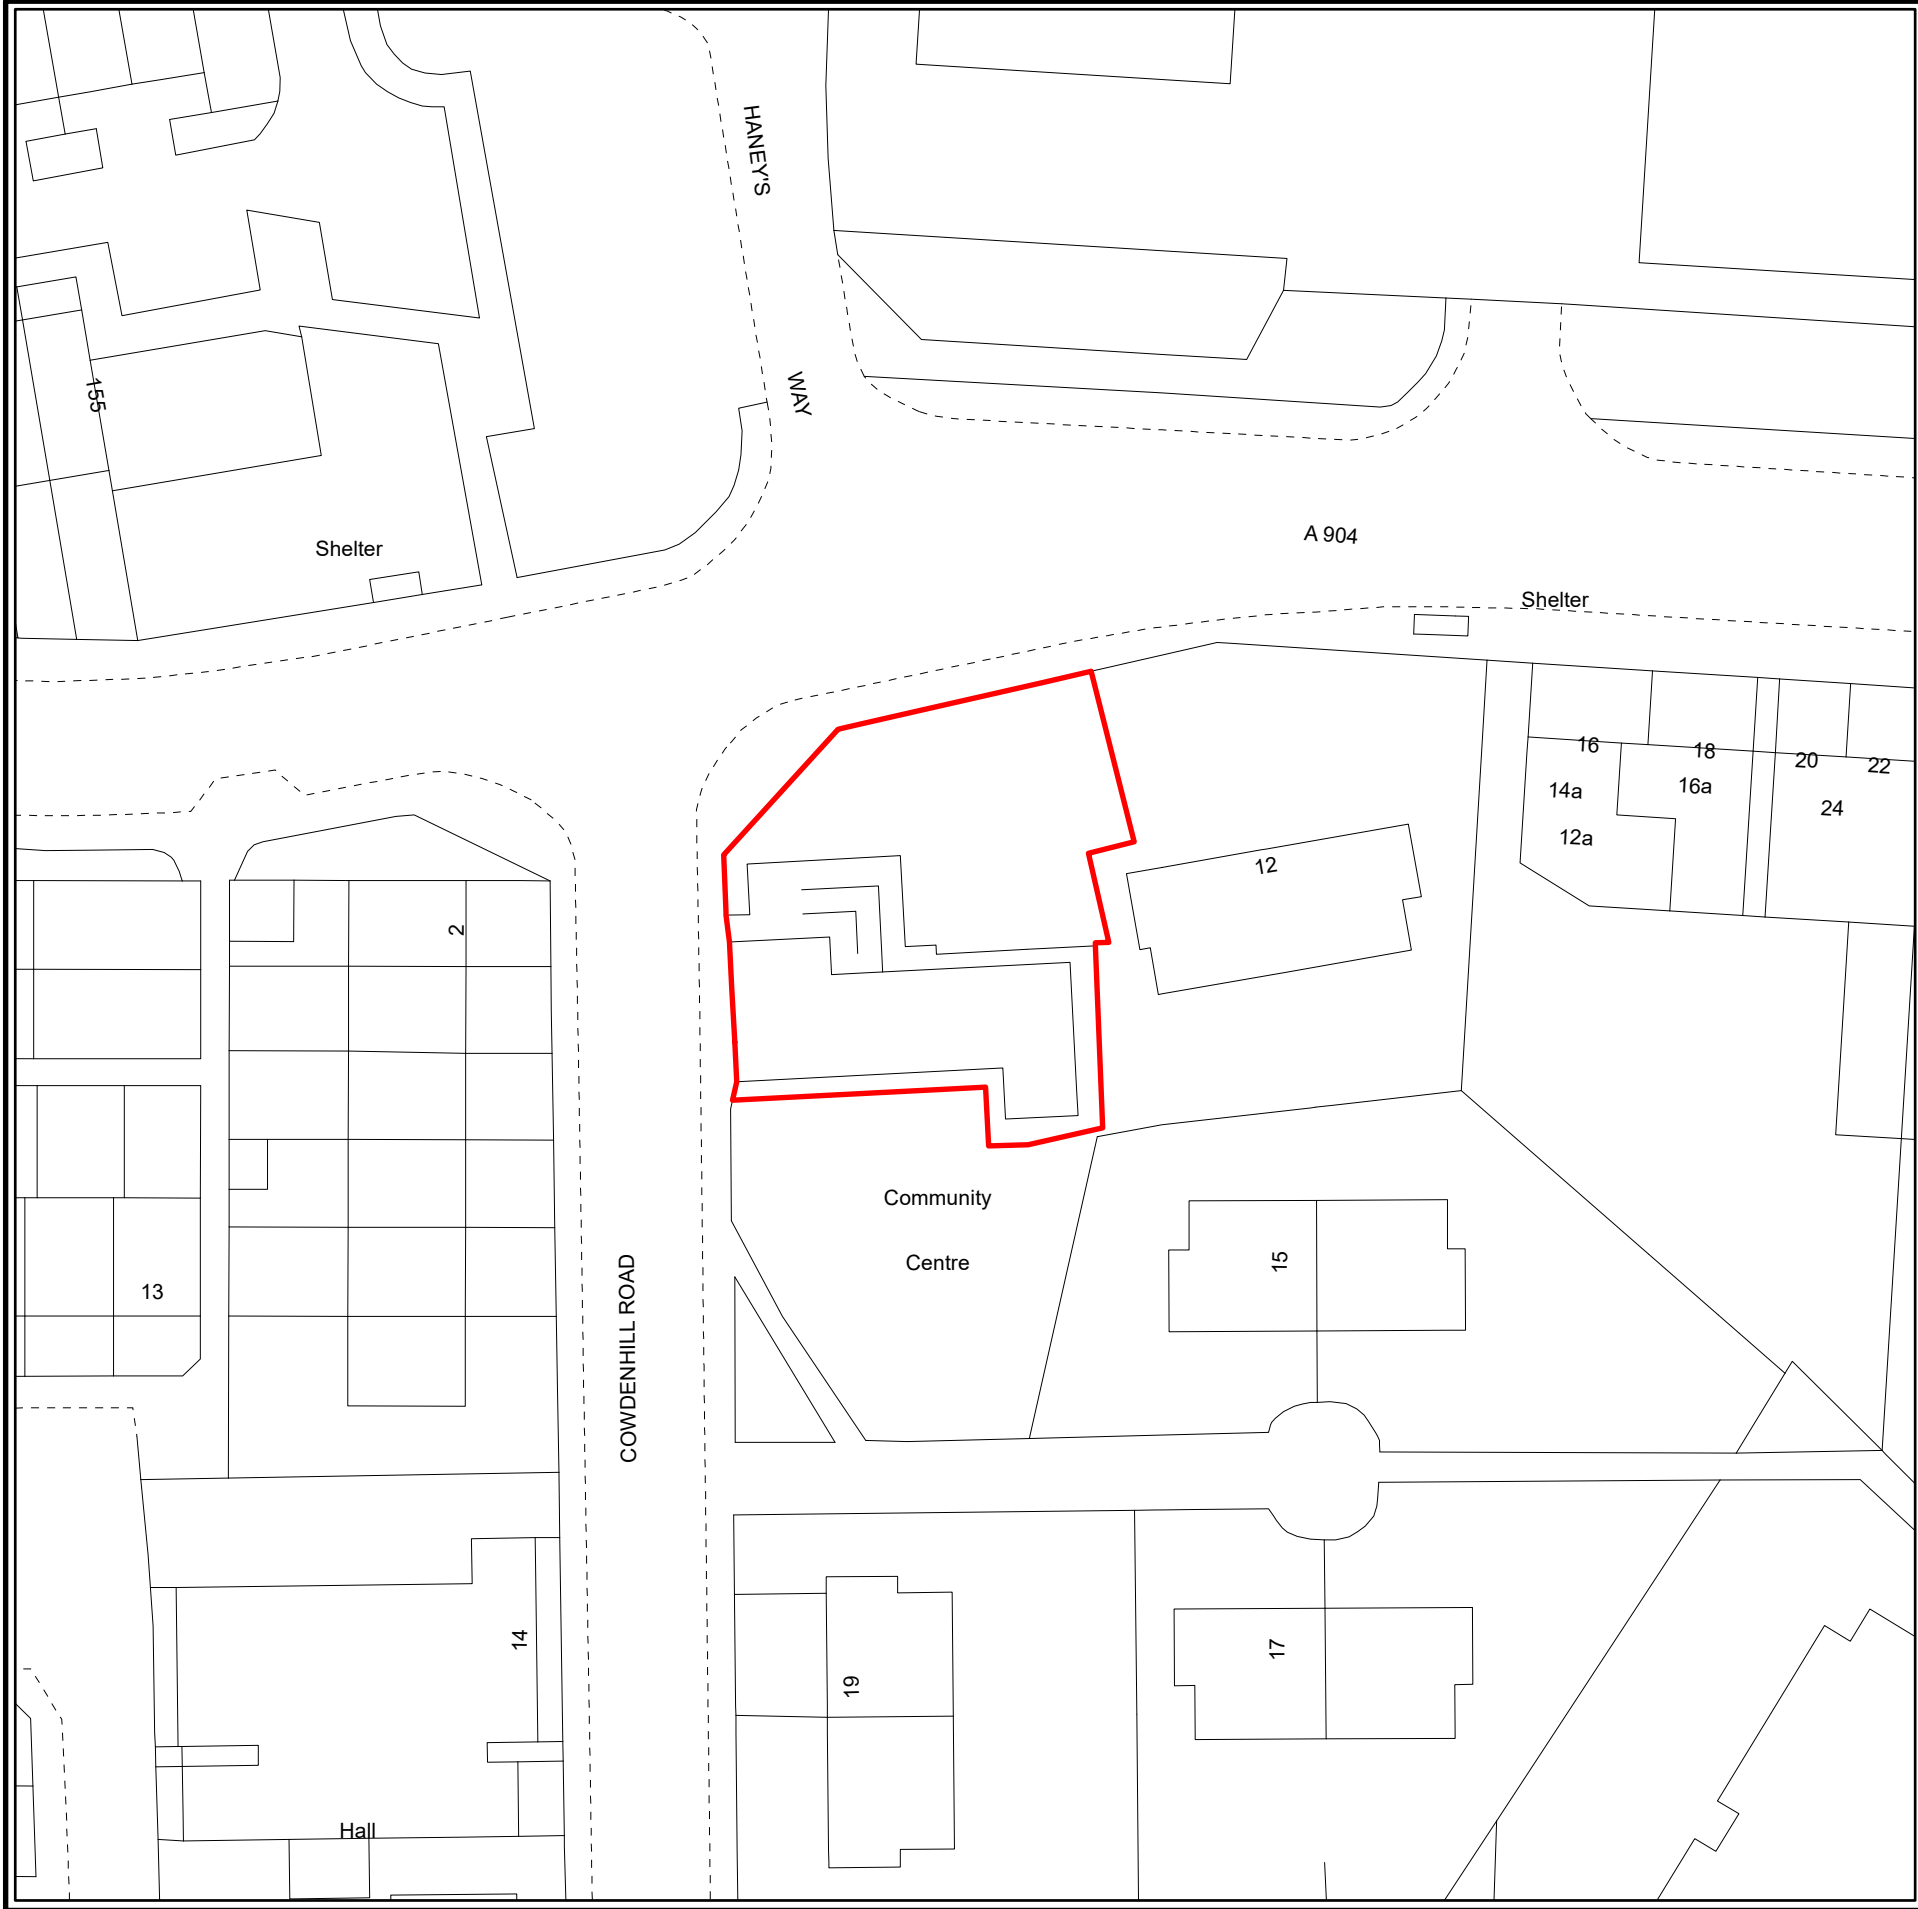 HANEY'S
WAY
155
Shelter
A 904
Shelter
16
18
20
22
14a
16a
24
12a
12
2
Community
Centre
15
13
COWDENHILL ROAD
14
19
17
Hall